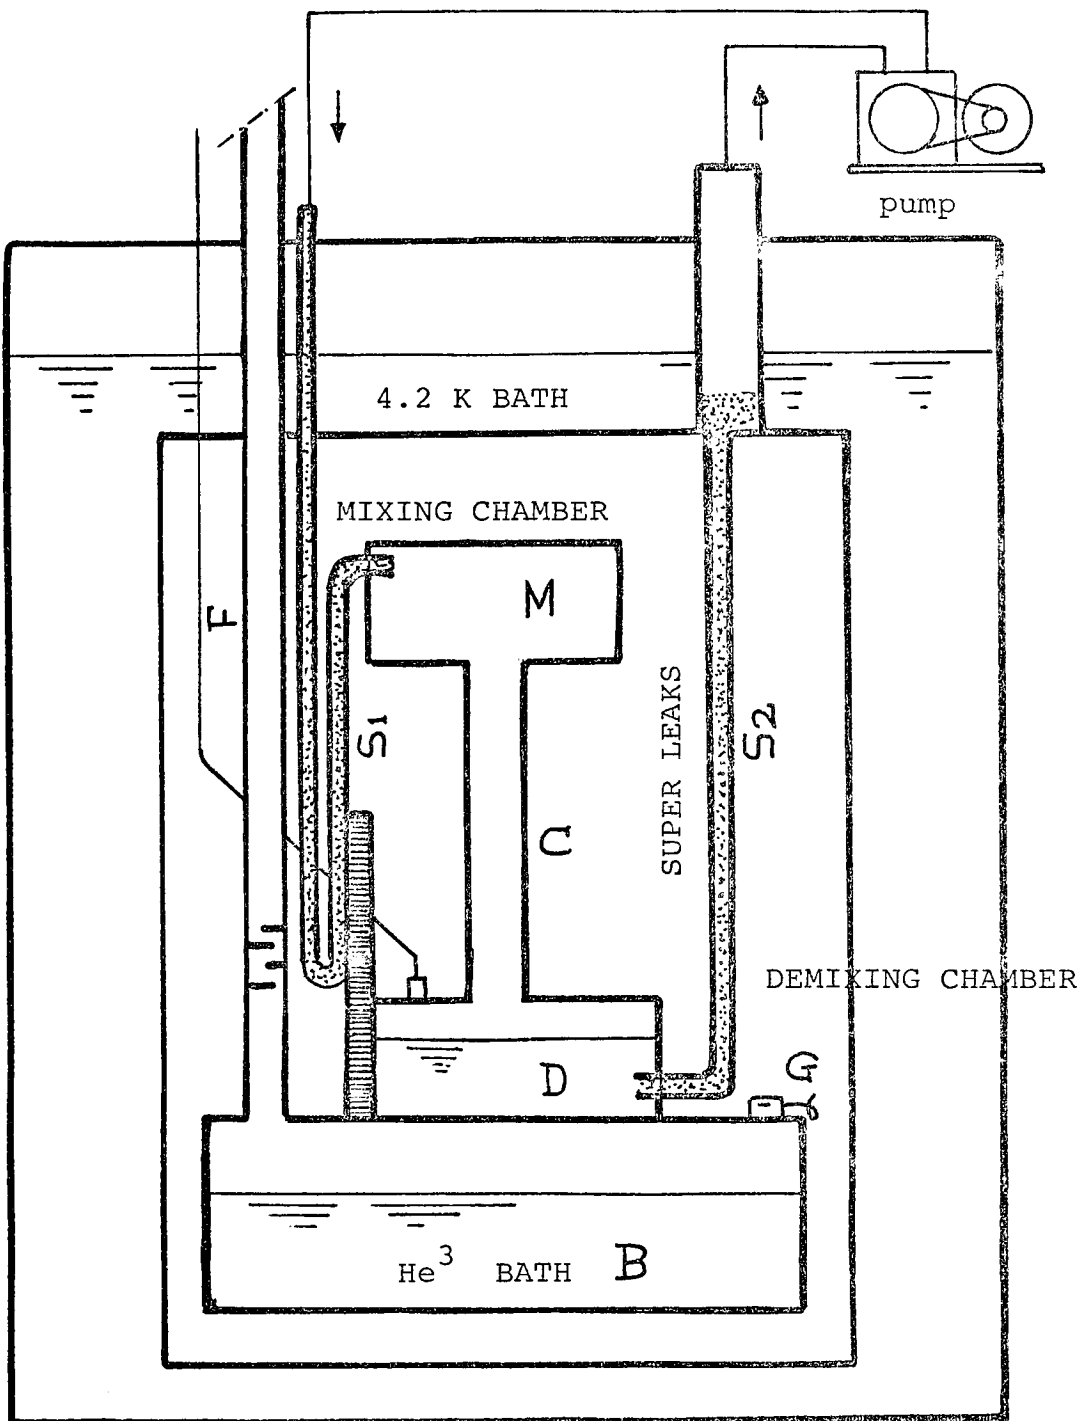 pump
4.2 K BATH
MIXING CHAMBER
M
F
S1
SUPER LEAKS
S2
C
DEMIXING CHAMBER
D
G
He³ BATH B